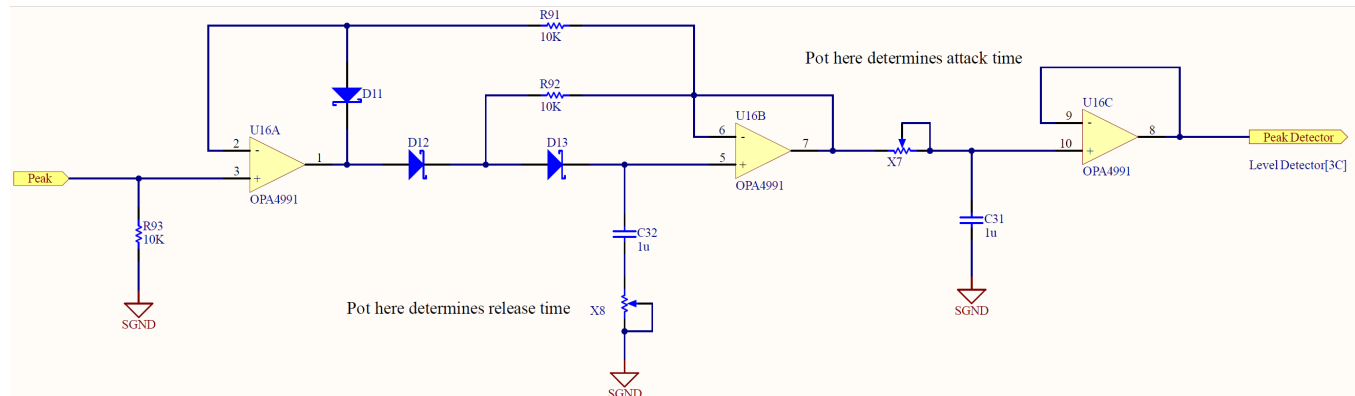 R91
10K
Pot here determines attack time
R92
10K
D11
U16A
2
-
1
3
+
OPA4991
D12
D13
U16B
6
-
7
5
+
OPA4991
X7
U16C
9
-
8
10
+
OPA4991
Peak Detector
Level Detector[3C]
Peak
R93
10K
SGND
C32
1u
C31
1u
SGND
Pot here determines release time
X8
SGND